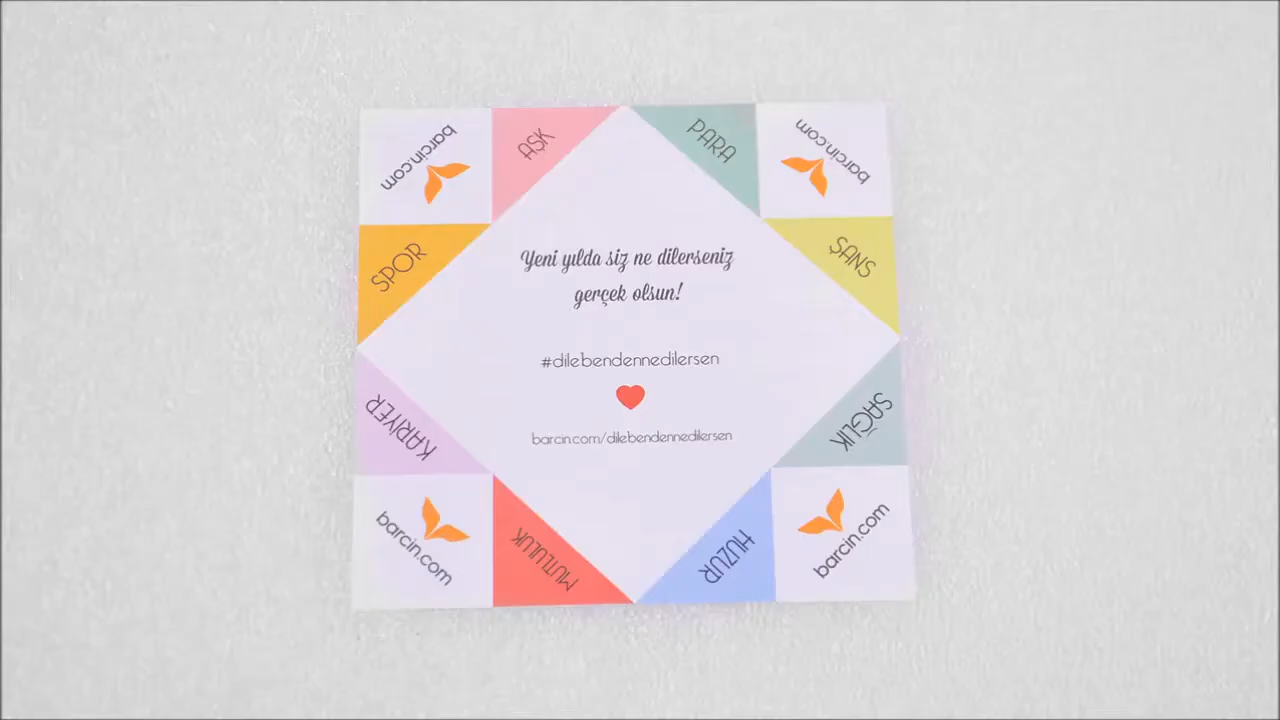 barcin.com
AŞK
PARA
barcin.com
SPOR
ŞANS
Yeni yılda siz ne dilerseniz
gerçek olsun!
#dilebendennedilersen
barcin.com/dilebendennedilersen
KARİYER
SAĞLIK
barcin.com
MUTLULUK
HUZUR
barcin.com